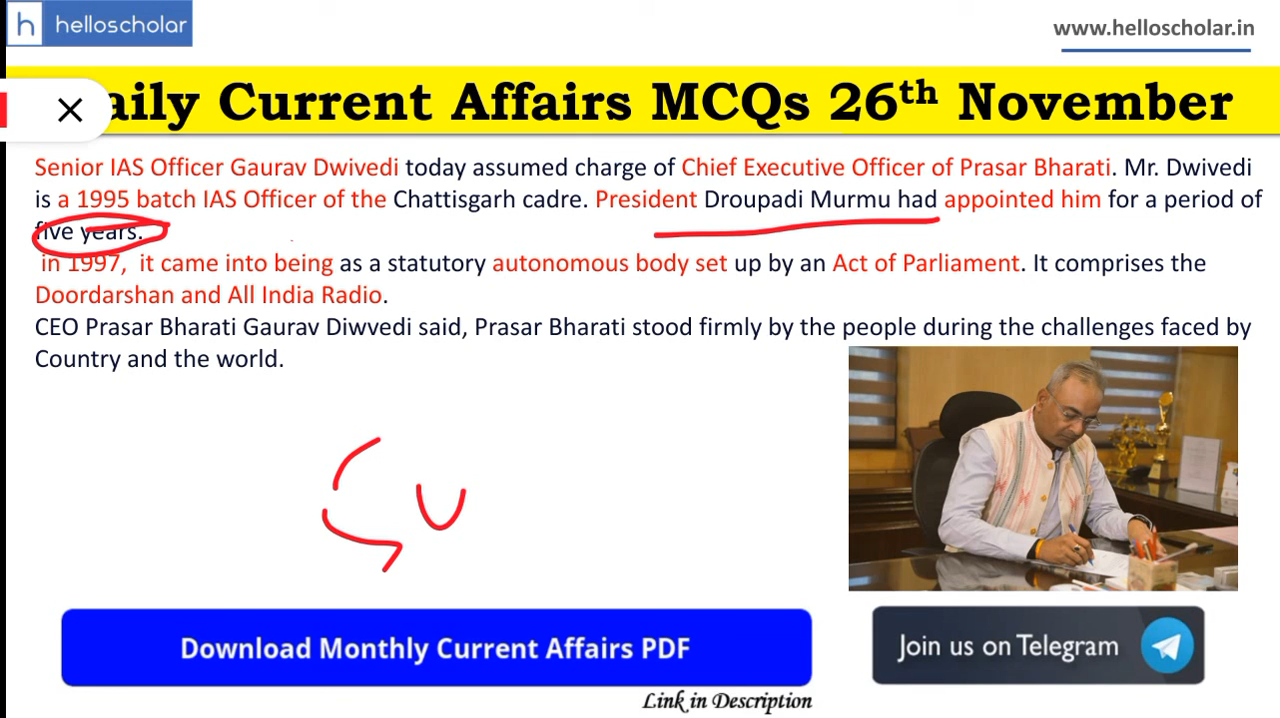 h helloscholar
www.helloscholar.in
aily Current Affairs MCQs 26th November
Senior IAS Officer Gaurav Dwivedi today assumed charge of Chief Executive Officer of Prasar Bharati. Mr. Dwivedi
is a 1995 batch IAS Officer of the Chattisgarh cadre. President Droupadi Murmu had appointed him for a period of
five years.
in 1997, it came into being as a statutory autonomous body set up by an Act of Parliament. It comprises the
Doordarshan and All India Radio.
CEO Prasar Bharati Gaurav Diwvedi said, Prasar Bharati stood firmly by the people during the challenges faced by
Country and the world.
Download Monthly Current Affairs PDF
Join us on Telegram
Link in Description